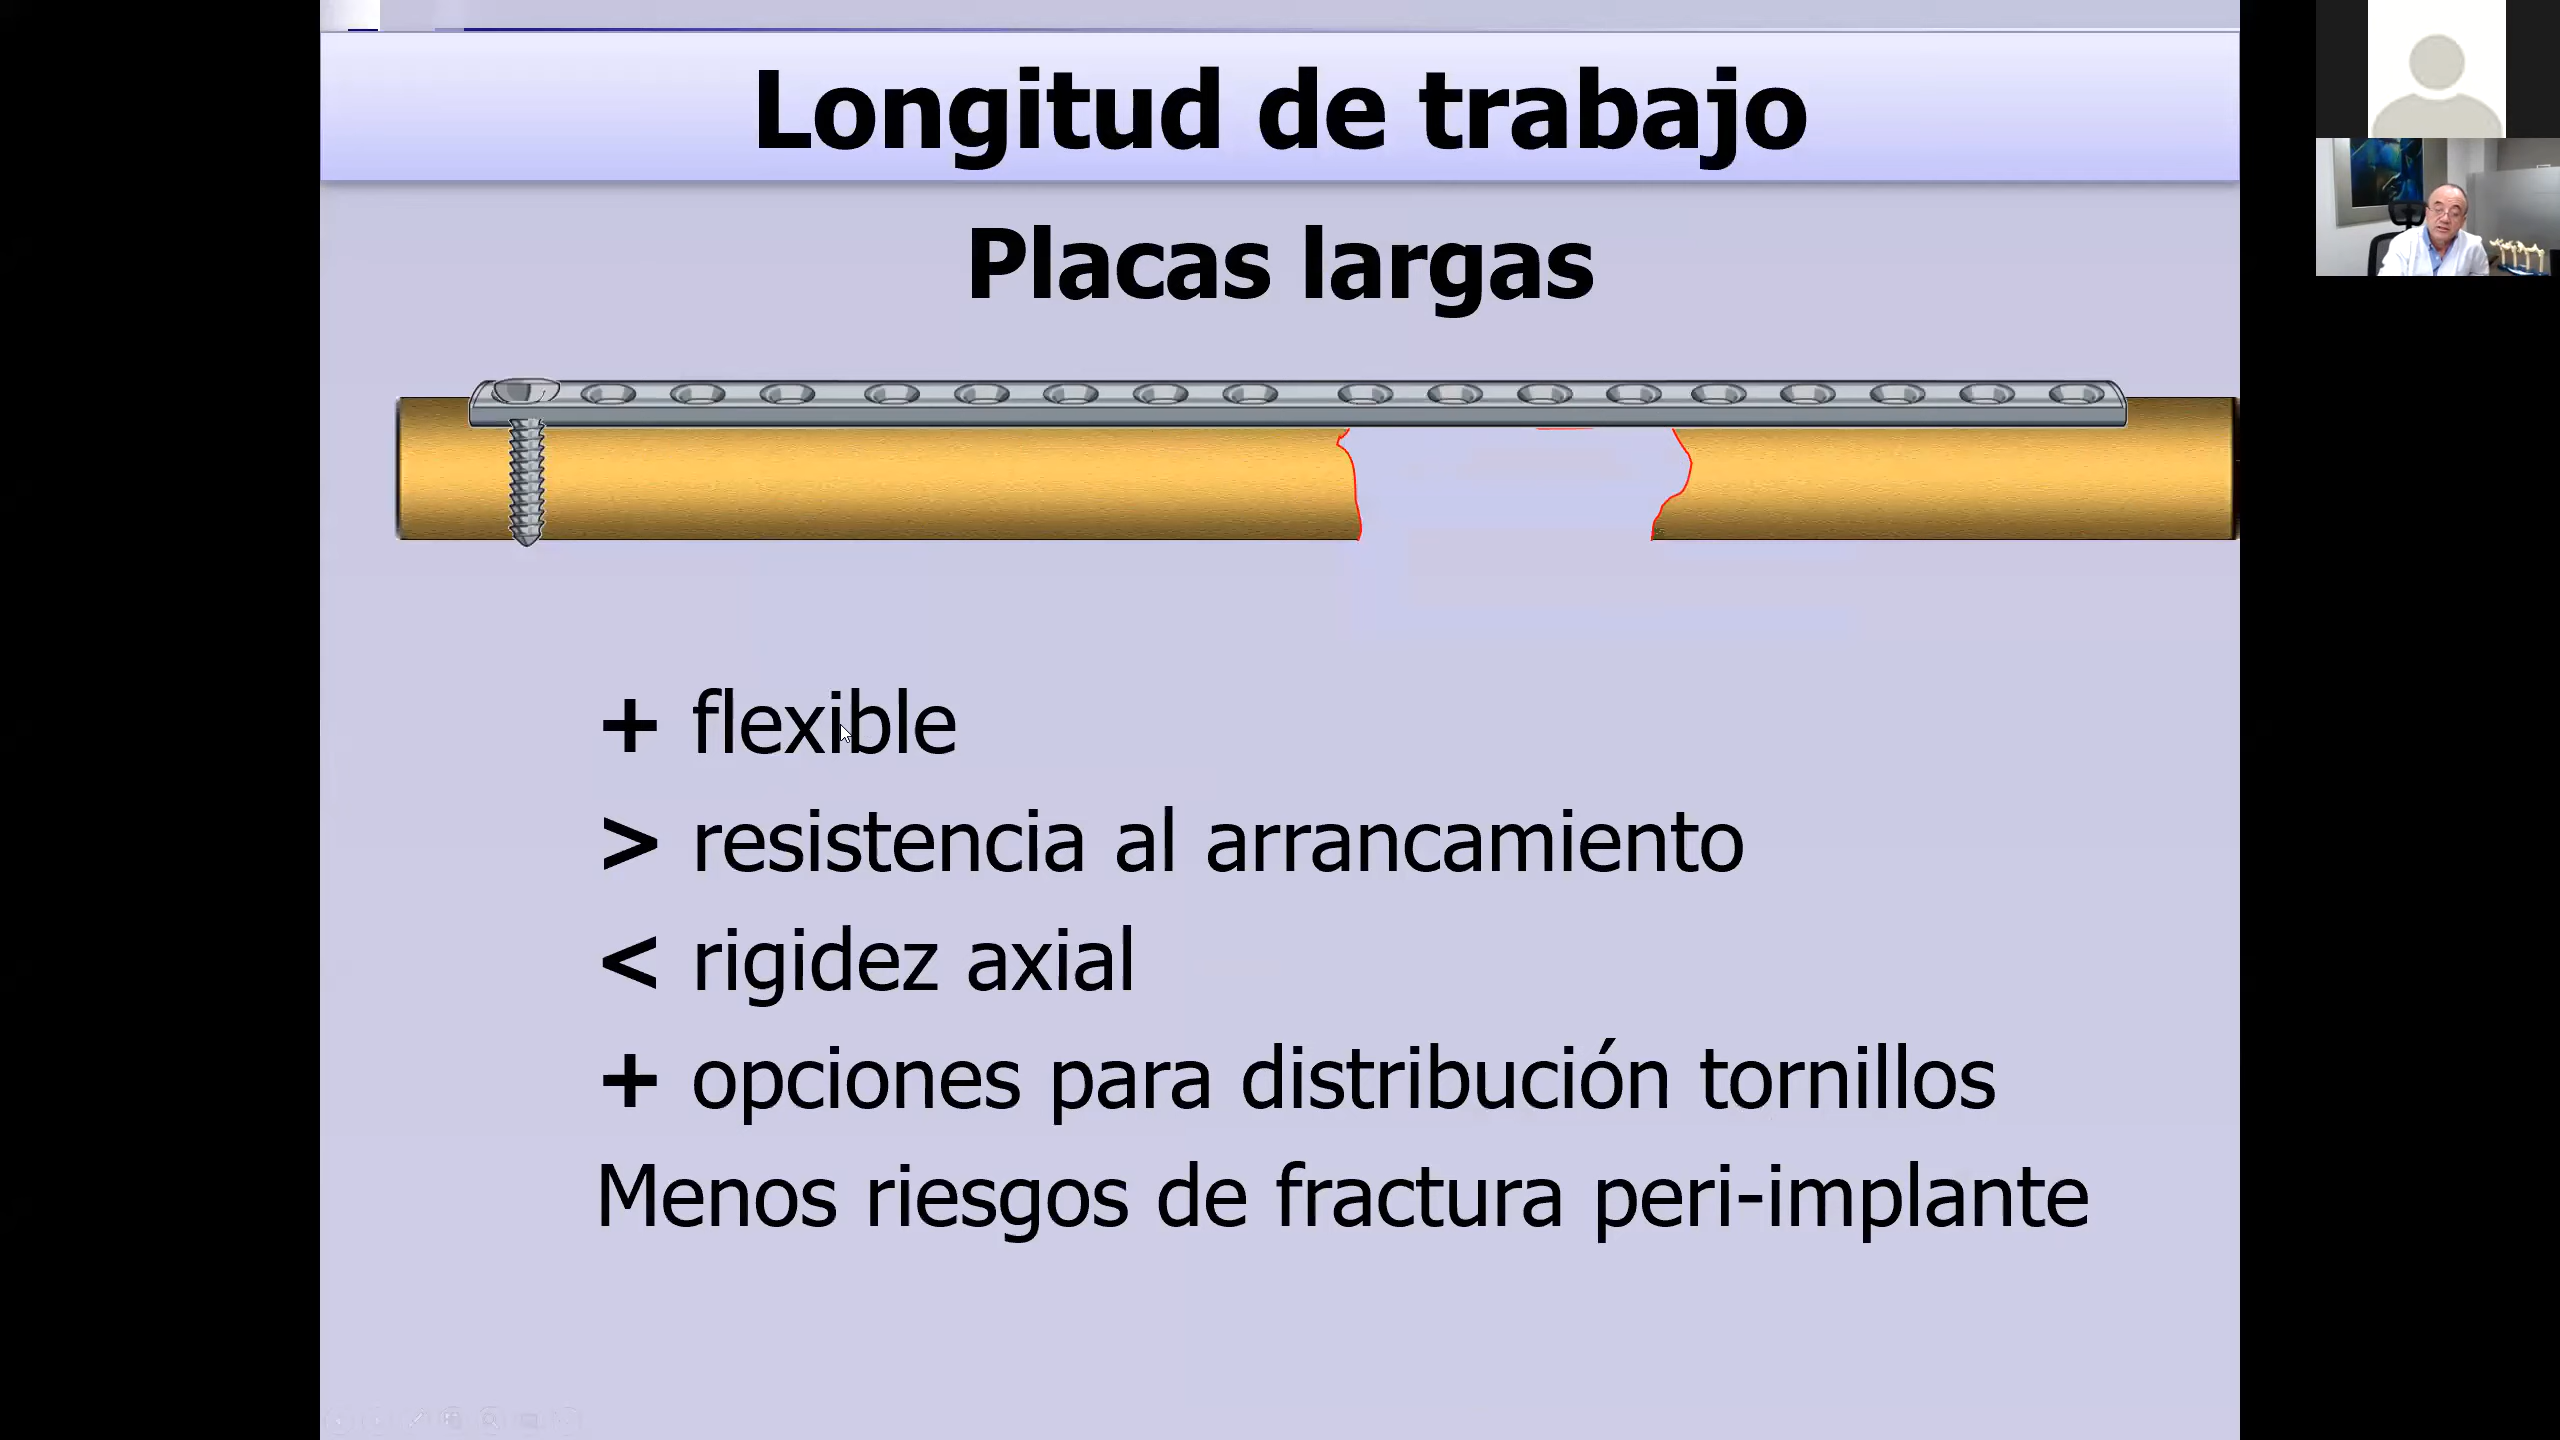 Longitud de trabajo
Placas largas
+ flexible
> resistencia al arrancamiento
< rigidez axial
+ opciones para distribución tornillos
Menos riesgos de fractura peri-implante